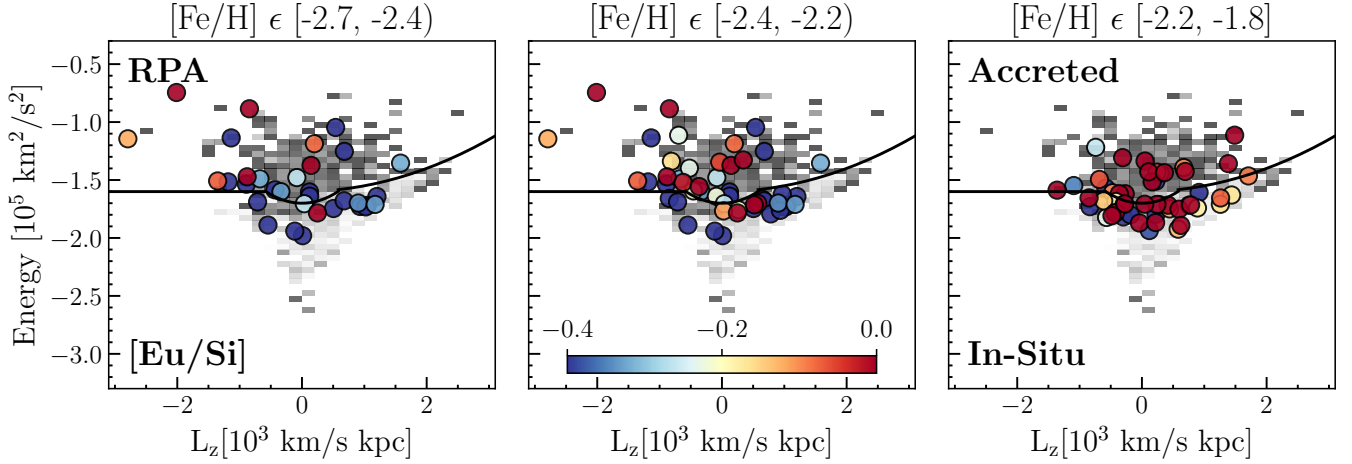 [Fe/H] ϵ [-2.7, -2.4)
[Fe/H] ϵ [-2.4, -2.2)
[Fe/H] ϵ [-2.2, -1.8]
RPA
Accreted
[Eu/Si]
In-Situ
−0.4
−0.2
0.0
−0.5
−1.0
−1.5
−2.0
−2.5
−3.0
Energy [10⁵ km²/s²]
−2
0
2
−2
0
2
−2
0
2
L_z[10³ km/s kpc]
L_z[10³ km/s kpc]
L_z[10³ km/s kpc]